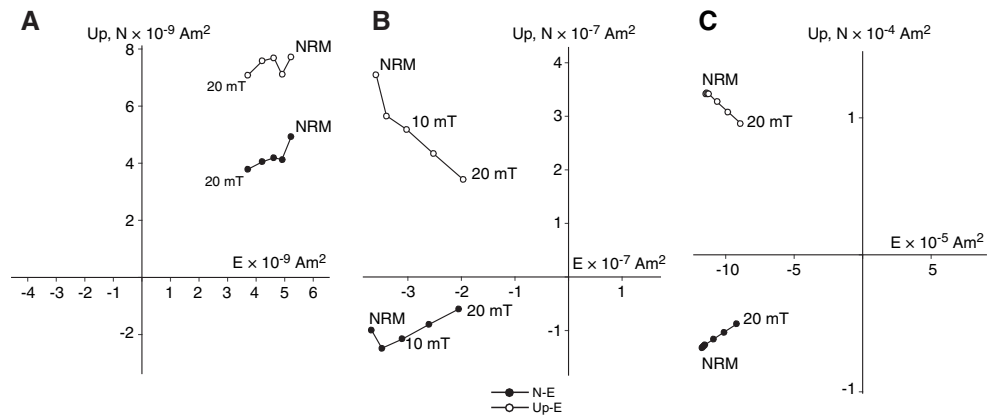 A
Up, N × 10⁻⁹ Am²
8
6
4
2
-2
NRM
20 mT
NRM
20 mT
E × 10⁻⁹ Am²
-4 -3 -2 -1 1 2 3 4 5 6
B
Up, N × 10⁻⁷ Am²
4
3
2
1
-1
NRM
10 mT
20 mT
E × 10⁻⁷ Am²
-3 -2 -1 1
NRM
10 mT
20 mT
C
Up, N × 10⁻⁴ Am²
1
-1
NRM
20 mT
E × 10⁻⁵ Am²
-10 -5 5
20 mT
NRM
N-E
Up-E